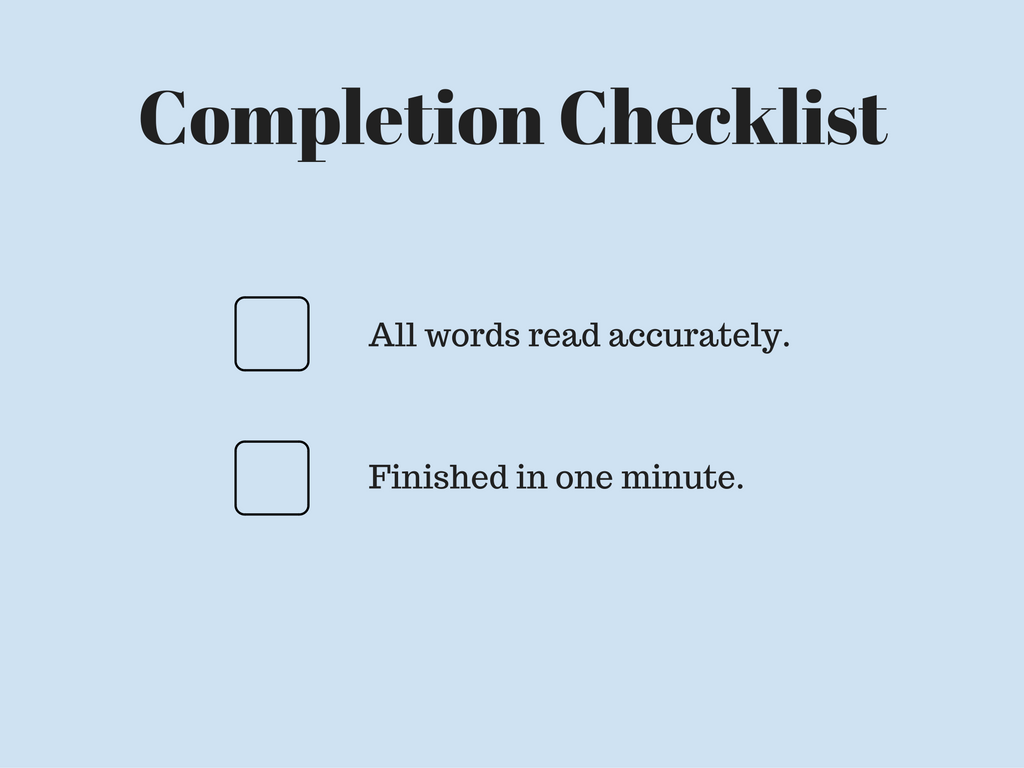 Completion Checklist
All words read accurately.
Finished in one minute.